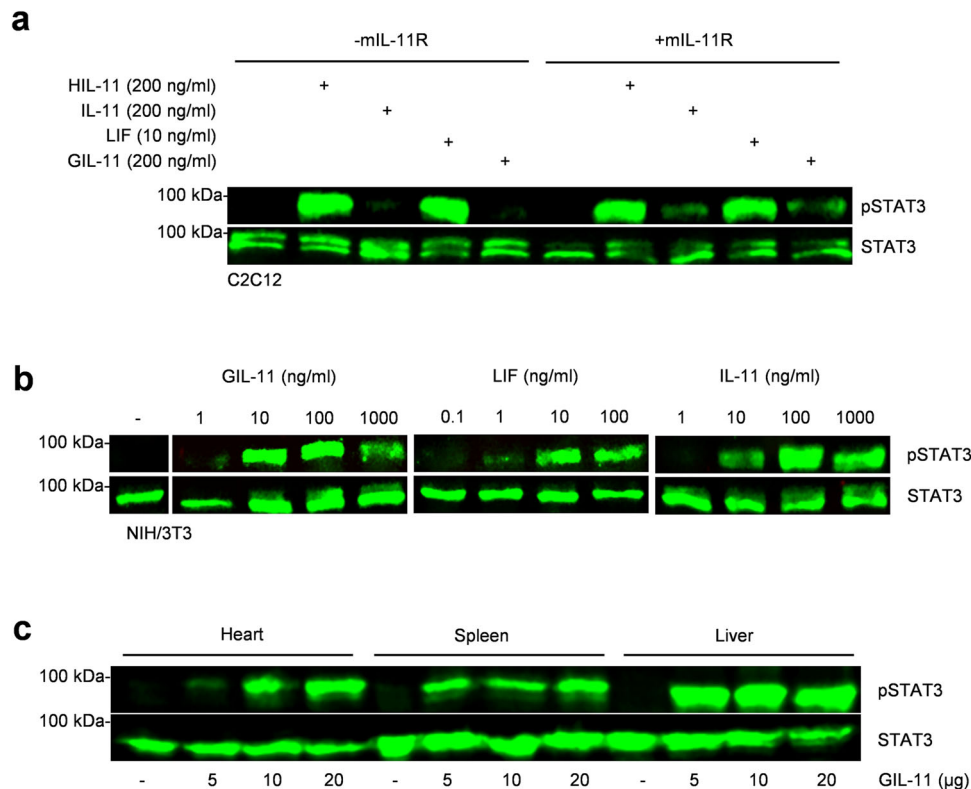 a
-mIL-11R +mIL-11R
HIL-11 (200 ng/ml) + +
IL-11 (200 ng/ml) + +
LIF (10 ng/ml) + +
GIL-11 (200 ng/ml) + +
100 kDa- pSTAT3
100 kDa- STAT3
C2C12
b
GIL-11 (ng/ml) LIF (ng/ml) IL-11 (ng/ml)
- 1 10 100 1000 0.1 1 10 100 1 10 100 1000
100 kDa- pSTAT3
100 kDa- STAT3
NIH/3T3
c
Heart Spleen Liver
100 kDa- pSTAT3
100 kDa- STAT3
- 5 10 20 - 5 10 20 - 5 10 20 GIL-11 (µg)